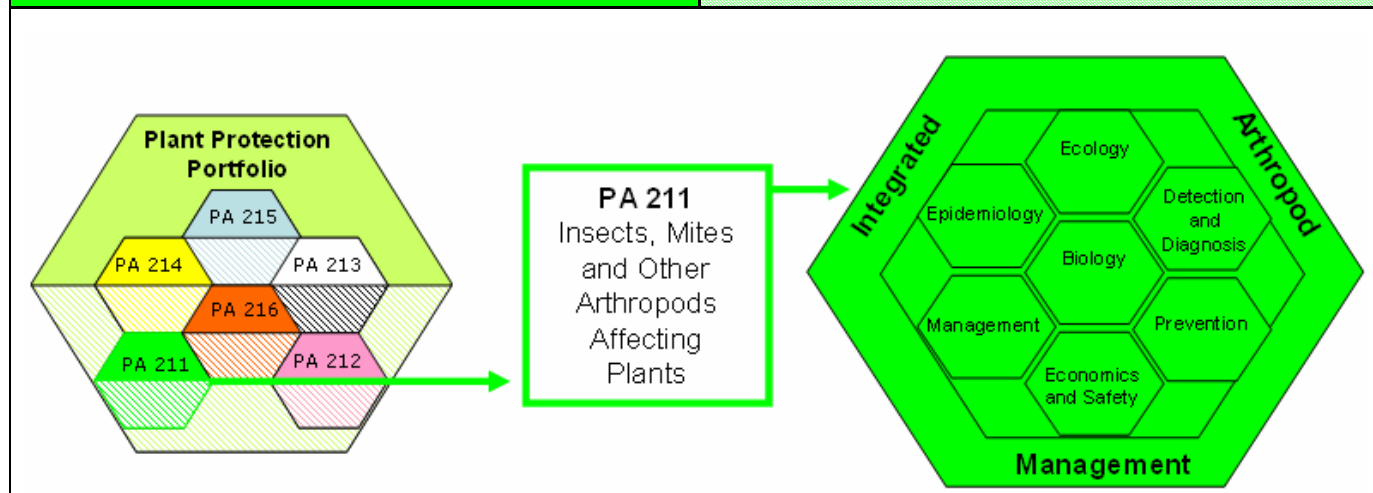 Plant Protection
Portfolio
PA 215
PA 214
PA 213
PA 216
PA 211
PA 212
PA 211
Insects, Mites
and Other
Arthropods
Affecting
Plants
Integrated
Arthropod
Management
Ecology
Epidemiology
Detection
and
Diagnosis
Biology
Management
Prevention
Economics
and Safety